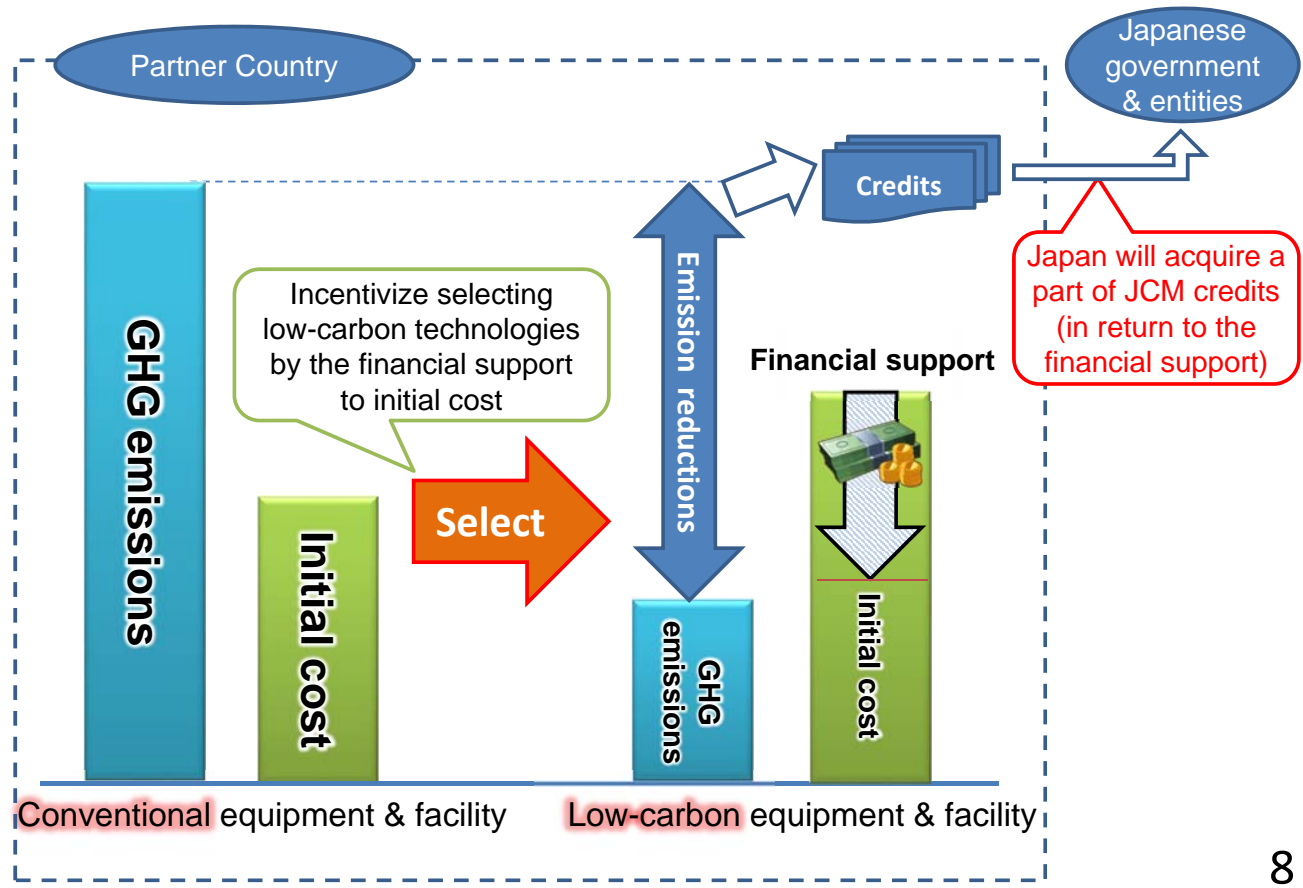 Partner Country
Japanese
government
& entities
Credits
Japan will acquire a
part of JCM credits
(in return to the
financial support)
Incentivize selecting
low-carbon technologies
by the financial support
to initial cost
GHG emissions
Initial cost
Select
Emission reductions
GHG
emissions
Financial support
Initial cost
Conventional equipment & facility
Low-carbon equipment & facility
8